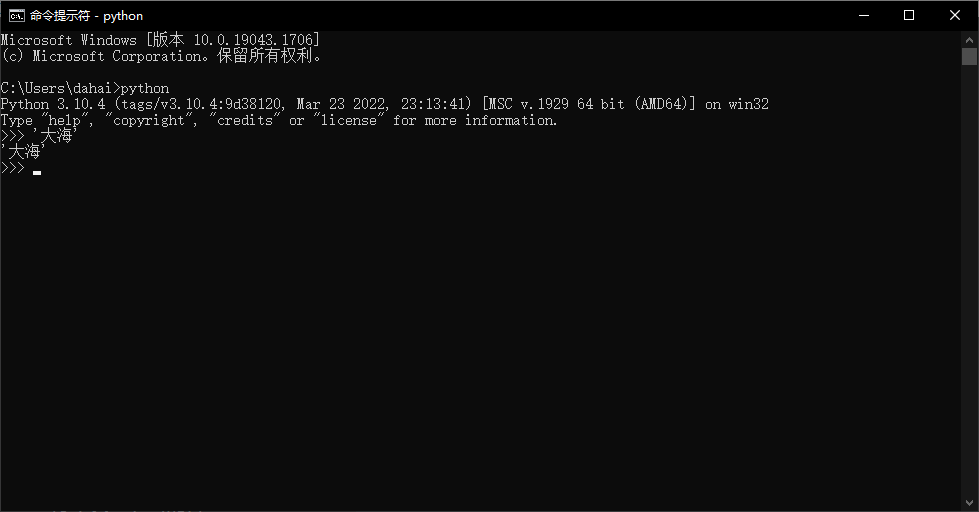 命令提示符 - python
Microsoft Windows [版本 10.0.19043.1706]
(c) Microsoft Corporation。保留所有权利。
C:\Users\dahai>python
Python 3.10.4 (tags/v3.10.4:9d38120, Mar 23 2022, 23:13:41) [MSC v.1929 64 bit (AMD64)] on win32
Type "help", "copyright", "credits" or "license" for more information.
>>> '大海'
'大海'
>>>